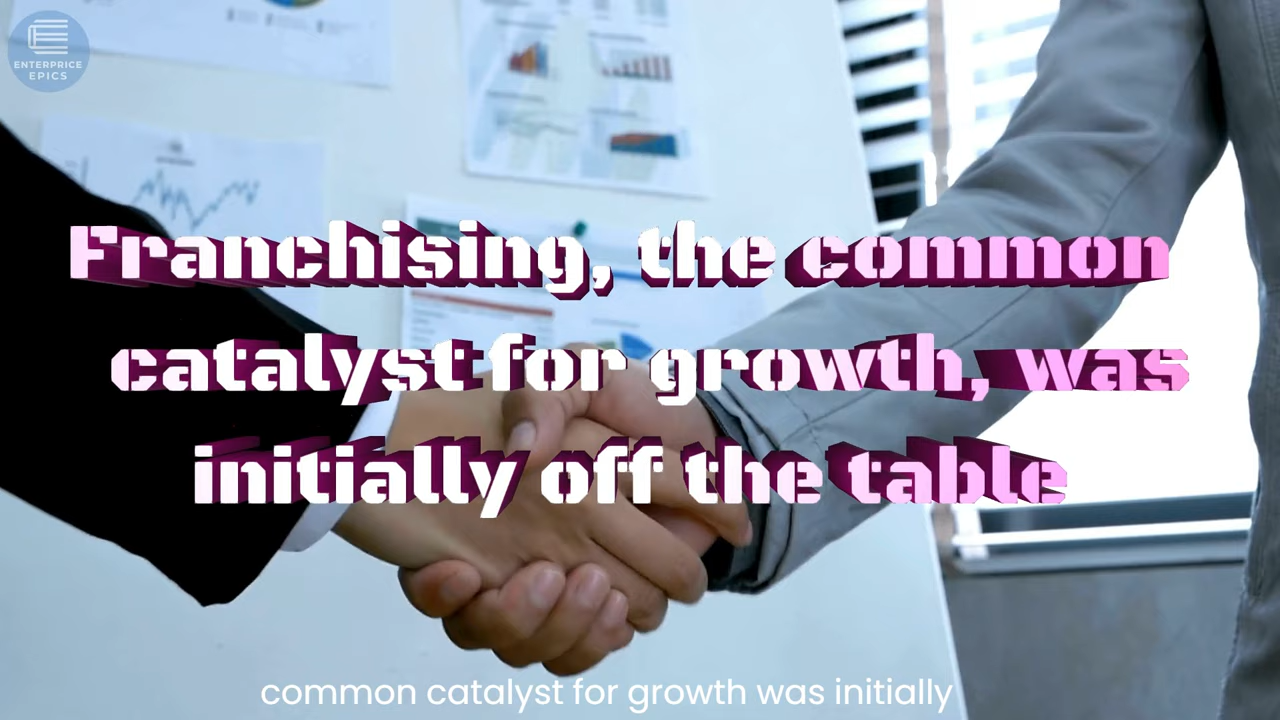 ENTERPRICE
EPICS
Franchising, the common
catalyst for growth, was
initially off the table
common catalyst for growth was initially